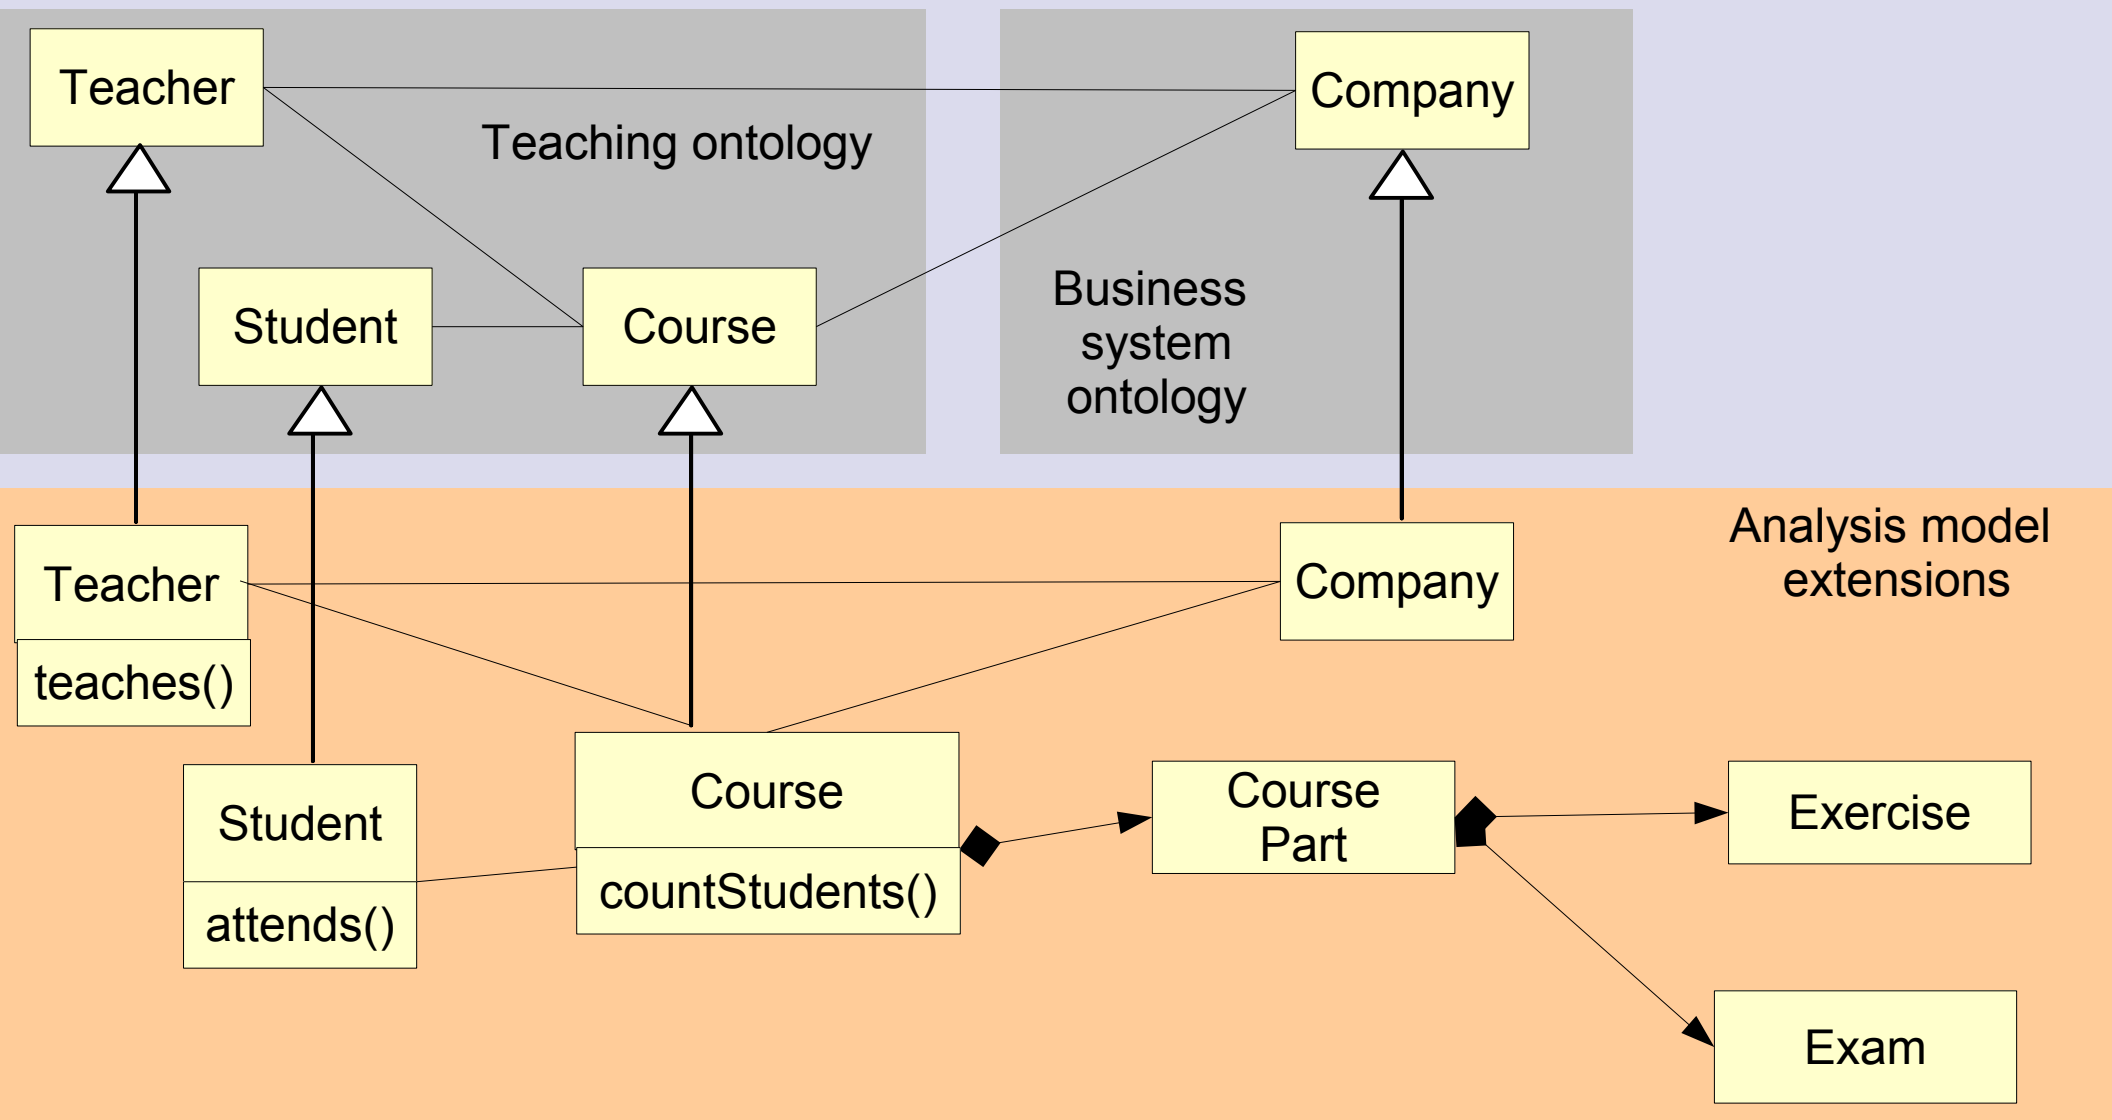 Teacher
Company
Teaching ontology
Student
Course
Business
system
ontology
Analysis model
extensions
Teacher
teaches()
Company
Student
attends()
Course
countStudents()
Course
Part
Exercise
Exam